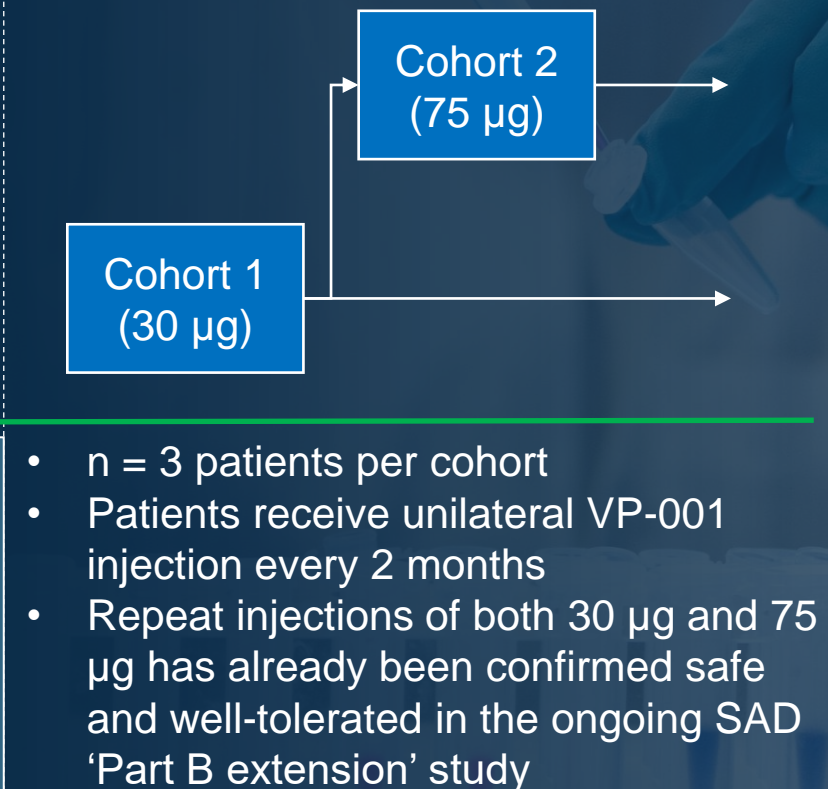 Cohort 2
(75 µg)
Cohort 1
(30 µg)
• n = 3 patients per cohort
• Patients receive unilateral VP-001
injection every 2 months
• Repeat injections of both 30 µg and 75
µg has already been confirmed safe
and well-tolerated in the ongoing SAD
‘Part B extension’ study